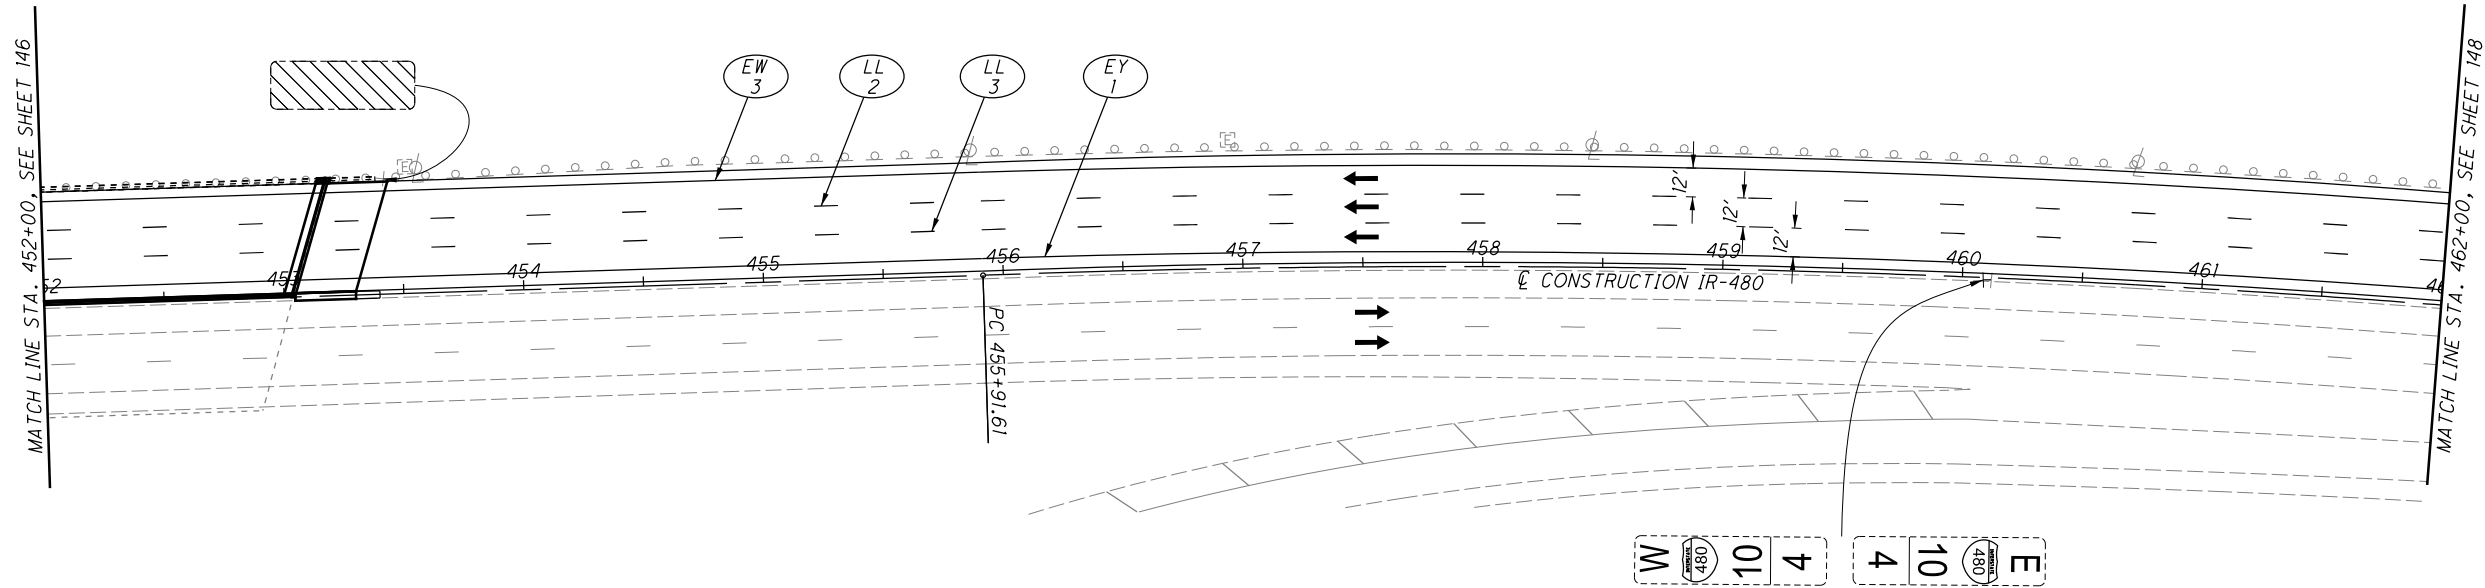 MATCH LINE STA. 452+00, SEE SHEET 146
EW
3
LL
2
LL
3
EY
1
E
E
52
453
454
455
456
457
458
459
460
461
12'
12'
12'
℄ CONSTRUCTION IR-480
PC 455+91.61
W
480
10
4
4
10
480
E
MATCH LINE STA. 462+00, SEE SHEET 148